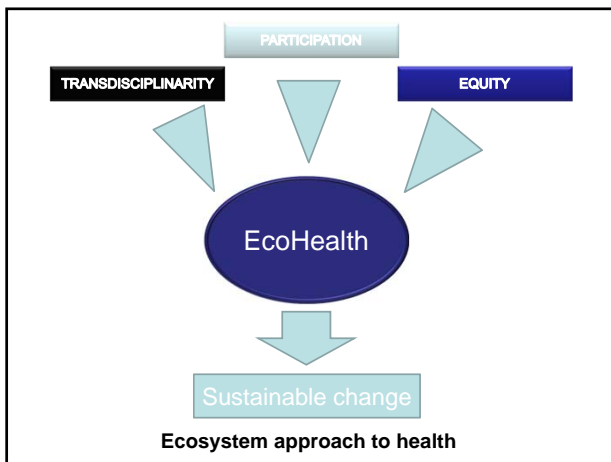 PARTICIPATION
TRANSDISCIPLINARITY
EQUITY
EcoHealth
Sustainable change
Ecosystem approach to health